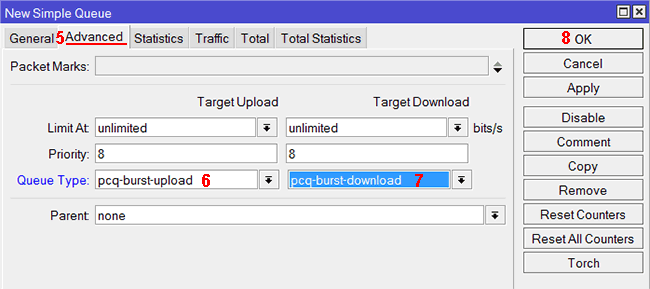 New Simple Queue
General 5 Advanced Statistics Traffic Total Total Statistics
8 OK
Packet Marks:
Cancel
Apply
Target Upload Target Download
Limit At: unlimited unlimited bits/s
Disable
Priority: 8 8
Comment
Queue Type: pcq-burst-upload 6 pcq-burst-download 7
Copy
Remove
Parent: none
Reset Counters
Reset All Counters
Torch